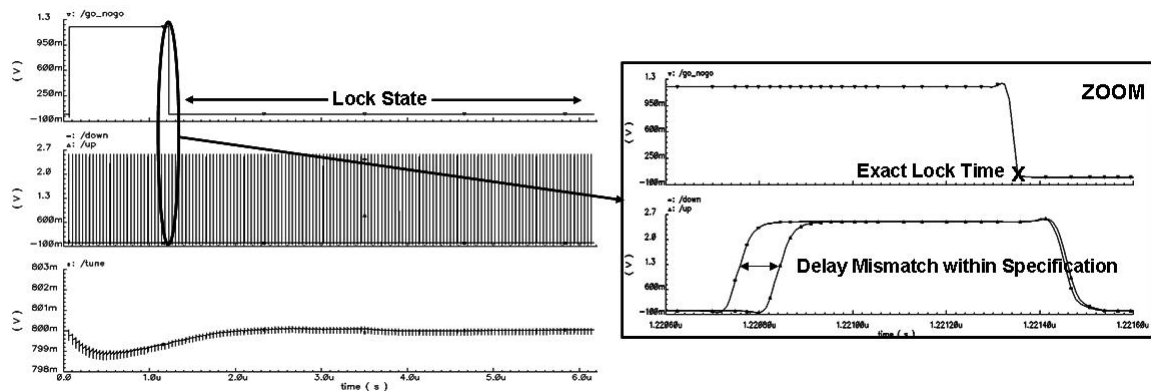 ▼: /go_nogo
1.3
950m
600m
250m
-100m
(V)
Lock State
−: /down
▲: /up
2.7
2.0
1.3
600m
-100m
(V)
▪: /tune
803m
802m
801m
800m
799m
798m
(V)
0.0 1.0u 2.0u 3.0u 4.0u 5.0u 6.0u
time ( s )
▼: /go_nogo
ZOOM
1.3
950m
600m
250m
-100m
(V)
Exact Lock Time
−: /down
▲: /up
2.7
2.0
1.3
600m
-100m
(V)
Delay Mismatch within Specification
1.22060u 1.22080u 1.22100u 1.22120u 1.22140u 1.22160u
time ( s )